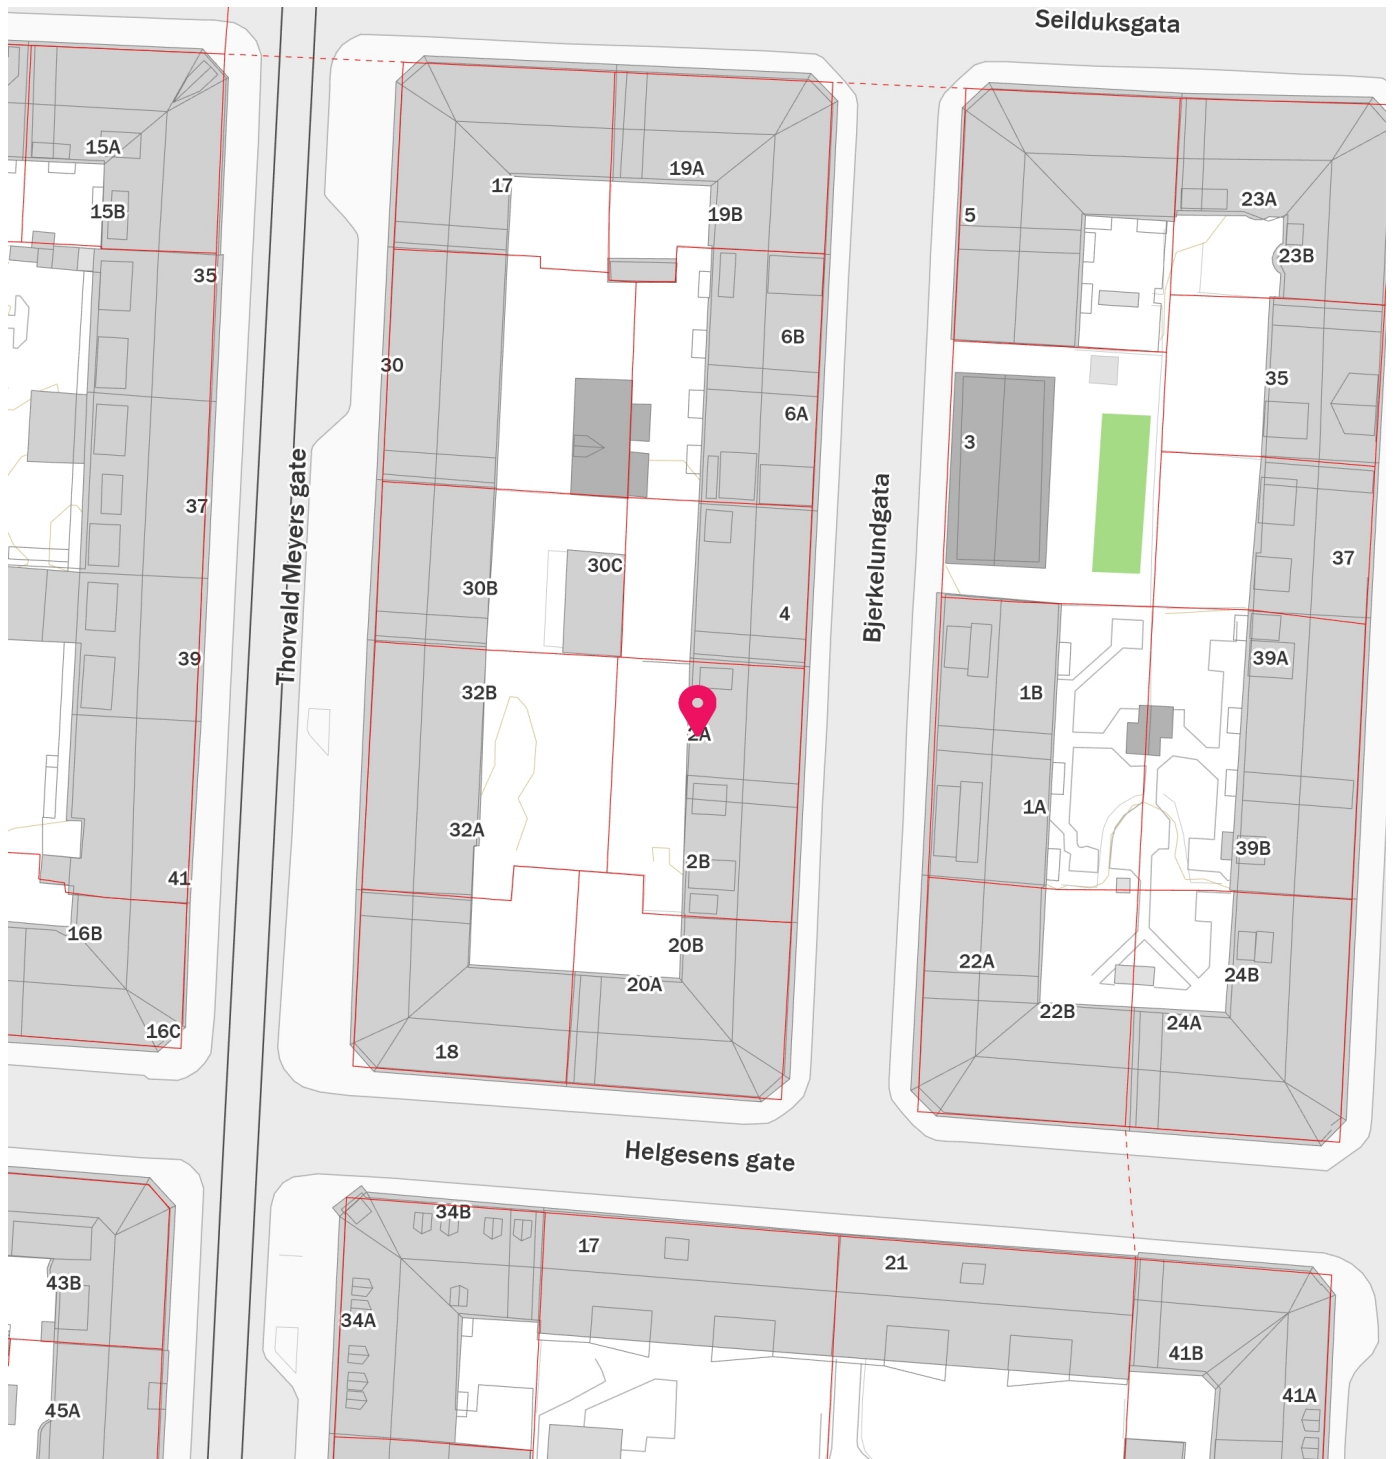 Seilduksgata
15A
17
19A
23A
15B
19B
5
23B
35
6B
30
35
6A
3
37
Thorvald Meyers gate
Bjerkelundgata
37
30C
30B
4
39
39A
32B
1B
2A
1A
32A
39B
2B
41
16B
20B
22A
24B
20A
22B
24A
16C
18
Helgesens gate
34B
17
21
43B
34A
41B
41A
45A